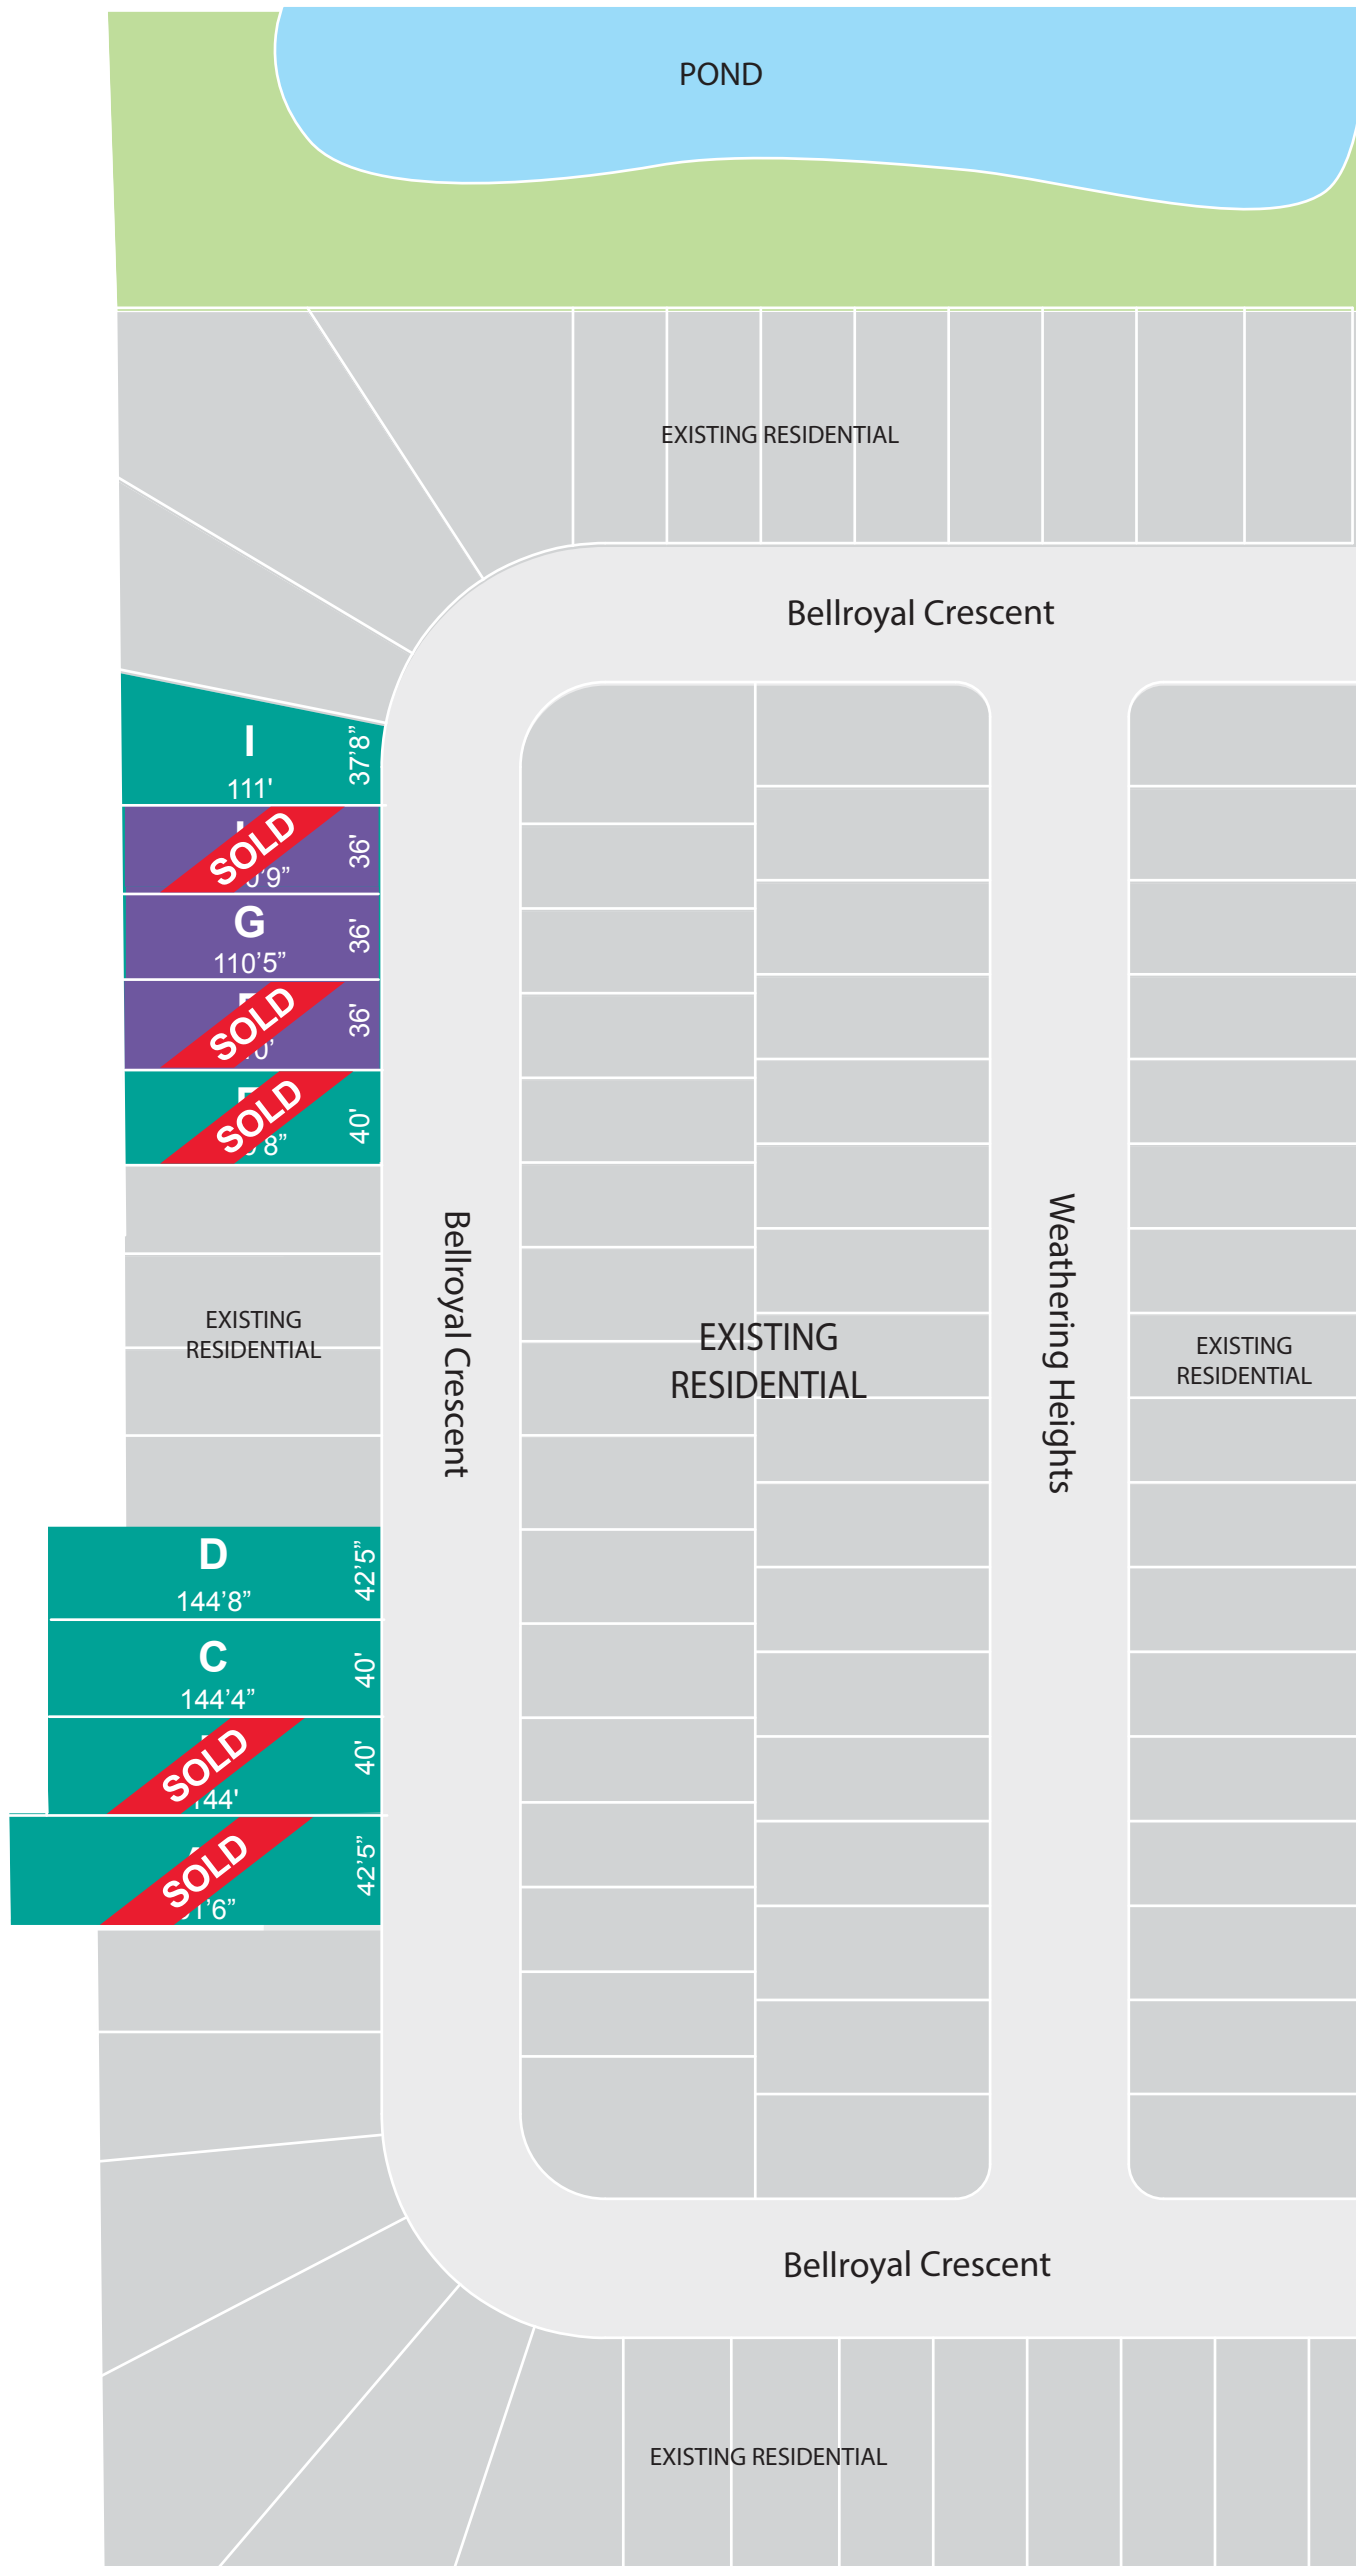 POND
EXISTING RESIDENTIAL
Bellroyal Crescent
I
37'8"
111'
SOLD
36'
G
36'
110'5"
SOLD
36'
SOLD
40'
Bellroyal Crescent
Weathering Heights
EXISTING
RESIDENTIAL
EXISTING
RESIDENTIAL
EXISTING
RESIDENTIAL
D
42'5"
144'8"
C
40'
144'4"
SOLD
40'
144'
SOLD
42'5"
Bellroyal Crescent
EXISTING RESIDENTIAL